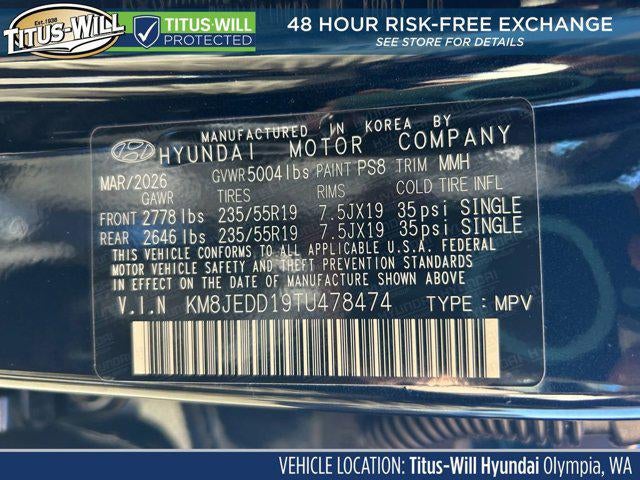 Est. 1938
TITUS-WILL
TITUS-WILL
PROTECTED
48 HOUR RISK-FREE EXCHANGE
SEE STORE FOR DETAILS
MANUFACTURED IN KOREA BY
HYUNDAI MOTOR COMPANY
MAR/2026 GVWR 5004 lbs PAINT PS8 TRIM MMH
GAWR TIRES RIMS COLD TIRE INFL
FRONT 2778 lbs 235/55R19 7.5JX19 35 psi SINGLE
REAR 2646 lbs 235/55R19 7.5JX19 35 psi SINGLE
THIS VEHICLE CONFORMS TO ALL APPLICABLE U.S.A. FEDERAL
MOTOR VEHICLE SAFETY AND THEFT PREVENTION STANDARDS
IN EFFECT ON THE DATE OF MANUFACTURE SHOWN ABOVE.
V.I.N KM8JEDD19TU478474 TYPE : MPV
VEHICLE LOCATION: Titus-Will Hyundai Olympia, WA